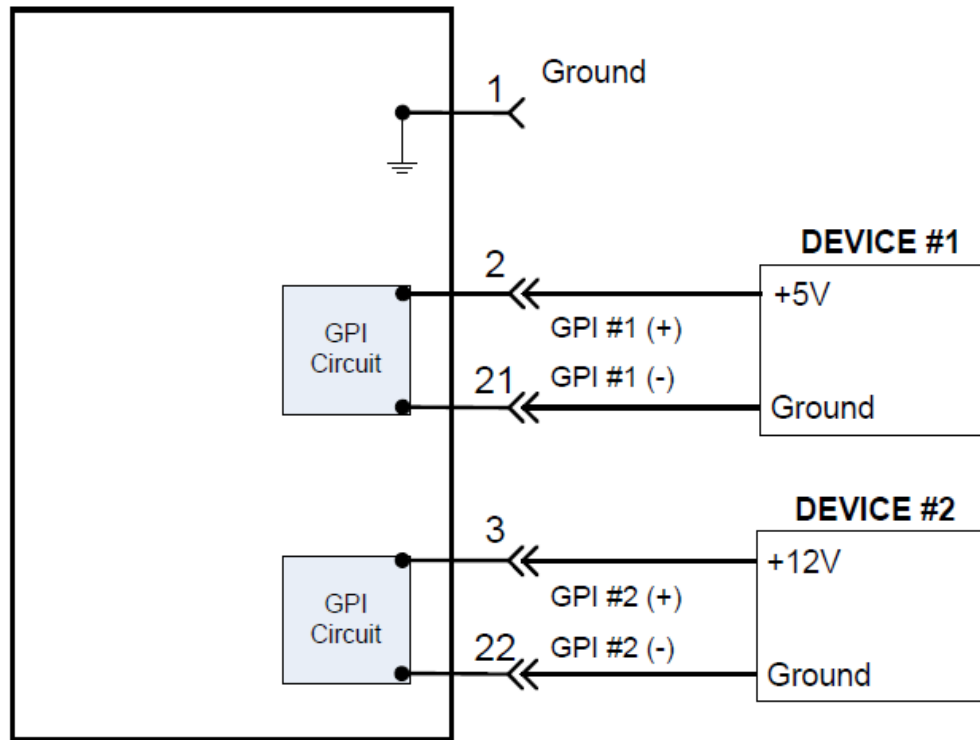 Ground
1
DEVICE #1
2
+5V
GPI #1 (+)
GPI
Circuit
GPI #1 (-)
21
Ground
DEVICE #2
3
+12V
GPI #2 (+)
GPI
Circuit
GPI #2 (-)
22
Ground